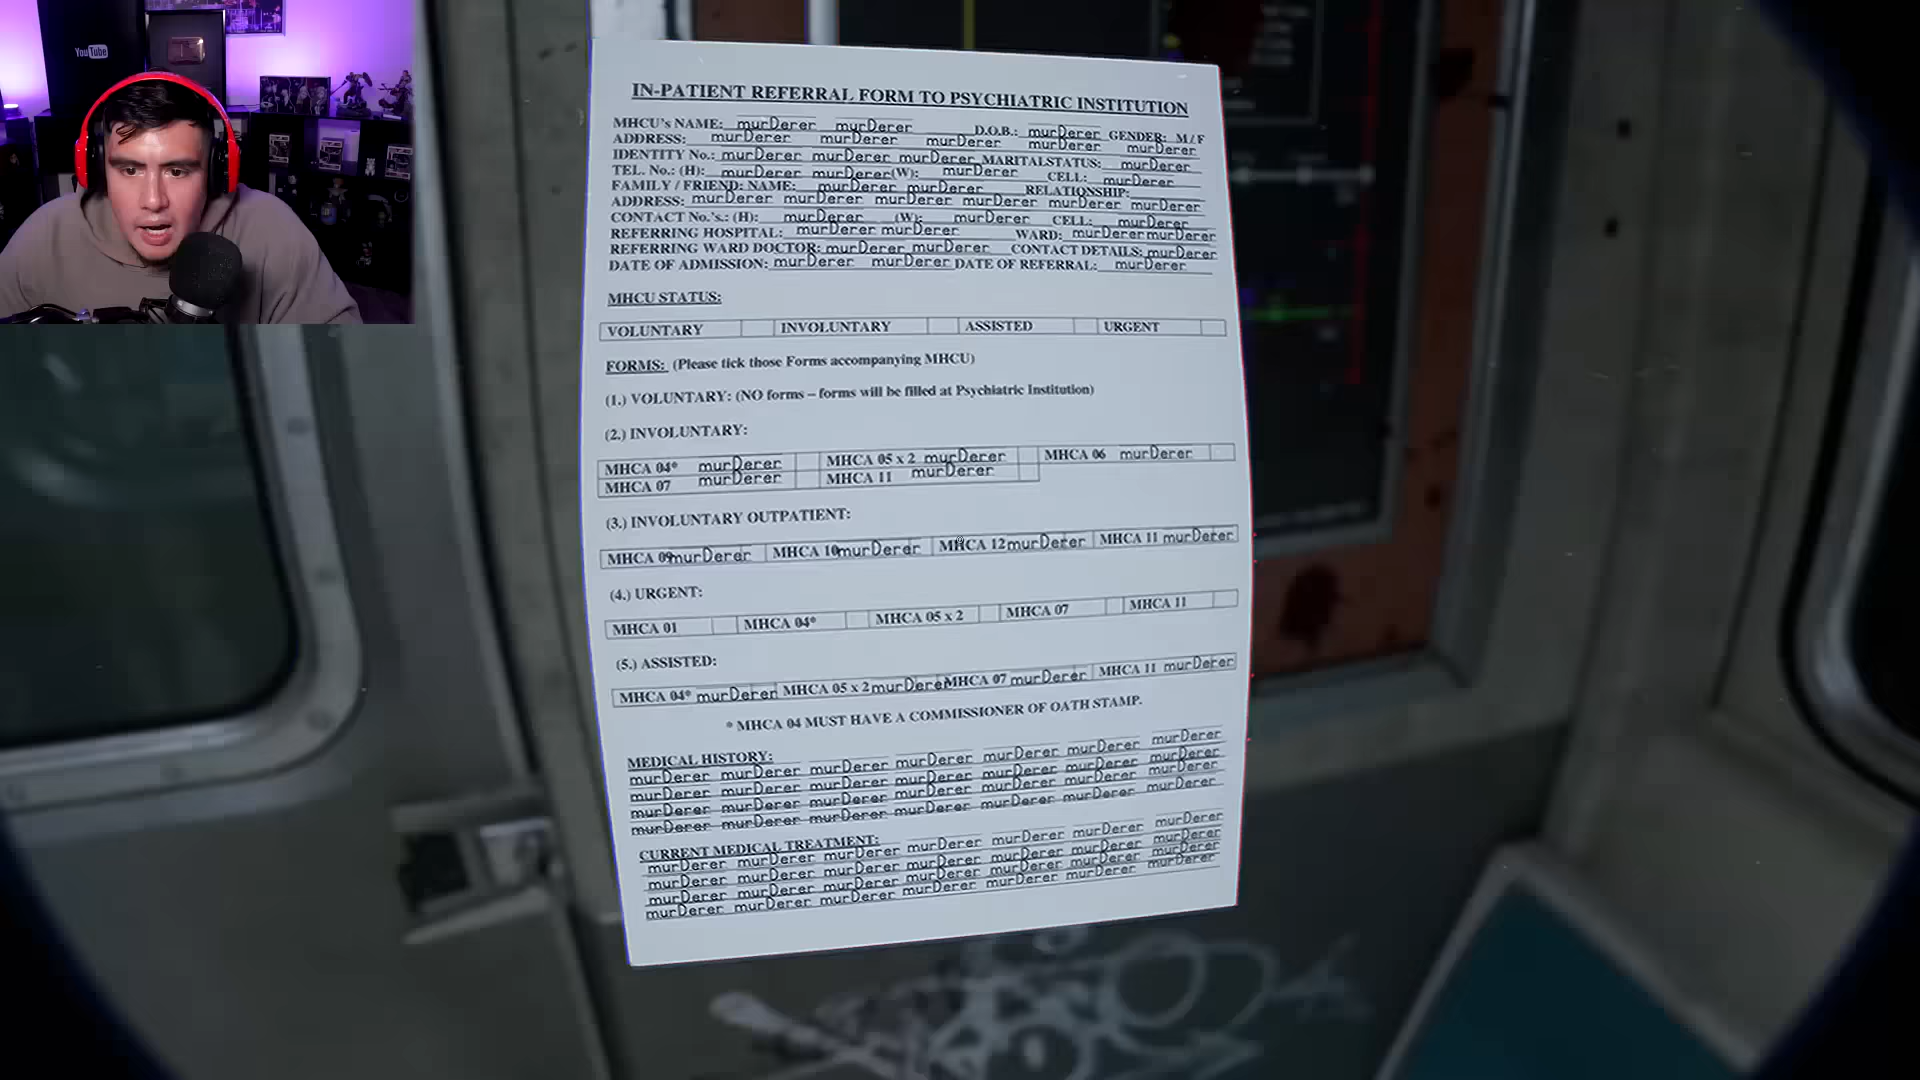 YouTube
IN-PATIENT REFERRAL FORM TO PSYCHIATRIC INSTITUTION
MHCU's NAME: murDerer murDerer D.O.B.: murDerer GENDER: M/F
ADDRESS: murDerer murDerer murDerer murDerer murDerer
IDENTITY No.: murDerer murDerer murDerer MARITALSTATUS: murDerer
TEL. No.: (H): murDerer murDerer (W): murDerer CELL: murDerer
FAMILY / FRIEND: NAME: murDerer murDerer RELATIONSHIP:
ADDRESS: murDerer murDerer murDerer murDerer murDerer murDerer
CONTACT No.'s.: (H): murDerer (W): murDerer CELL: murDerer
REFERRING HOSPITAL: murDerer murDerer WARD: murDerer murDerer
REFERRING WARD DOCTOR: murDerer murDerer CONTACT DETAILS: murDerer
DATE OF ADMISSION: murDerer murDerer DATE OF REFERRAL: murDerer
MHCU STATUS:
VOLUNTARY INVOLUNTARY ASSISTED URGENT
FORMS: (Please tick those Forms accompanying MHCU)
(1.) VOLUNTARY: (NO forms – forms will be filled at Psychiatric Institution)
(2.) INVOLUNTARY:
MHCA 04* murDerer MHCA 05 x 2 murDerer MHCA 06 murDerer
MHCA 07 murDerer MHCA 11 murDerer
(3.) INVOLUNTARY OUTPATIENT:
MHCA 09 murDerer MHCA 10 murDerer MHCA 12 murDerer MHCA 11 murDerer
(4.) URGENT:
MHCA 01 MHCA 04* MHCA 05 x 2 MHCA 07 MHCA 11
(5.) ASSISTED:
MHCA 04* murDerer MHCA 05 x 2 murDerer MHCA 07 murDerer MHCA 11 murDerer
* MHCA 04 MUST HAVE A COMMISSIONER OF OATH STAMP.
MEDICAL HISTORY:
murDerer murDerer murDerer murDerer murDerer murDerer murDerer
murDerer murDerer murDerer murDerer murDerer murDerer murDerer
murDerer murDerer murDerer murDerer murDerer murDerer murDerer
murDerer murDerer murDerer murDerer murDerer murDerer murDerer
CURRENT MEDICAL TREATMENT:
murDerer murDerer murDerer murDerer murDerer murDerer murDerer
murDerer murDerer murDerer murDerer murDerer murDerer murDerer
murDerer murDerer murDerer murDerer murDerer murDerer murDerer
murDerer murDerer murDerer murDerer murDerer murDerer murDerer